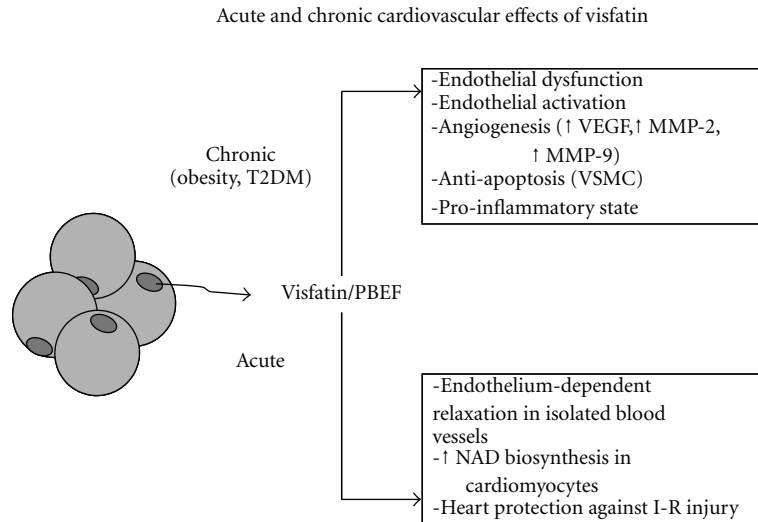 Acute and chronic cardiovascular effects of visfatin
Chronic
(obesity, T2DM)
Visfatin/PBEF
Acute
-Endothelial dysfunction
-Endothelial activation
-Angiogenesis (↑ VEGF,↑ MMP-2,
↑ MMP-9)
-Anti-apoptosis (VSMC)
-Pro-inflammatory state
-Endothelium-dependent
relaxation in isolated blood
vessels
-↑ NAD biosynthesis in
cardiomyocytes
-Heart protection against I-R injury